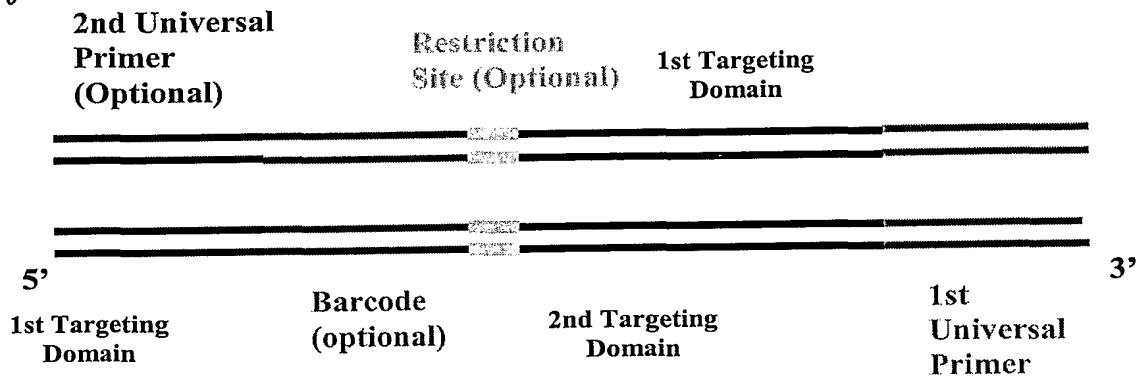 2nd Universal
Primer
(Optional)
Restriction
Site (Optional)
1st Targeting
Domain
5’
3’
1st Targeting
Domain
Barcode
(optional)
2nd Targeting
Domain
1st
Universal
Primer